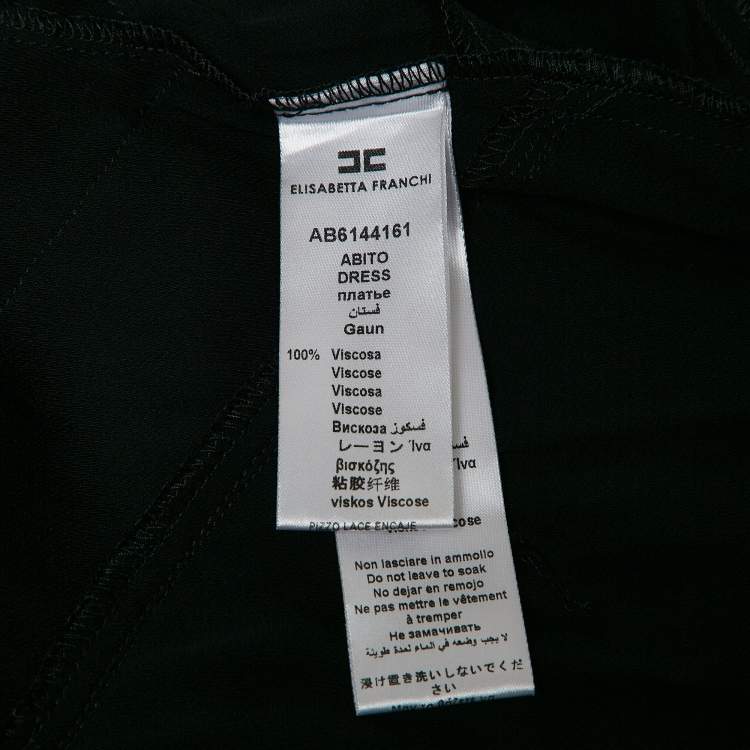 ELISABETTA FRANCHI
AB6144161
ABITO
DRESS
платье
فستان
Gaun
100% Viscosa
Viscose
Viscosa
Viscose
Вискоза فسكوز
レーヨン Ίνα
βισκόζης
粘胶纤维
viskos Viscose
PIZZO LACE ENCAJE
سكوز
Ίνα
ose
Non lasciare in ammollo
Do not leave to soak
No dejar en remojo
Ne pas mettre le vêtement
à tremper
Не замачивать
لا يجب وضعه في الماء لمدة طويلة
浸け置き洗いしないでくだ
さい